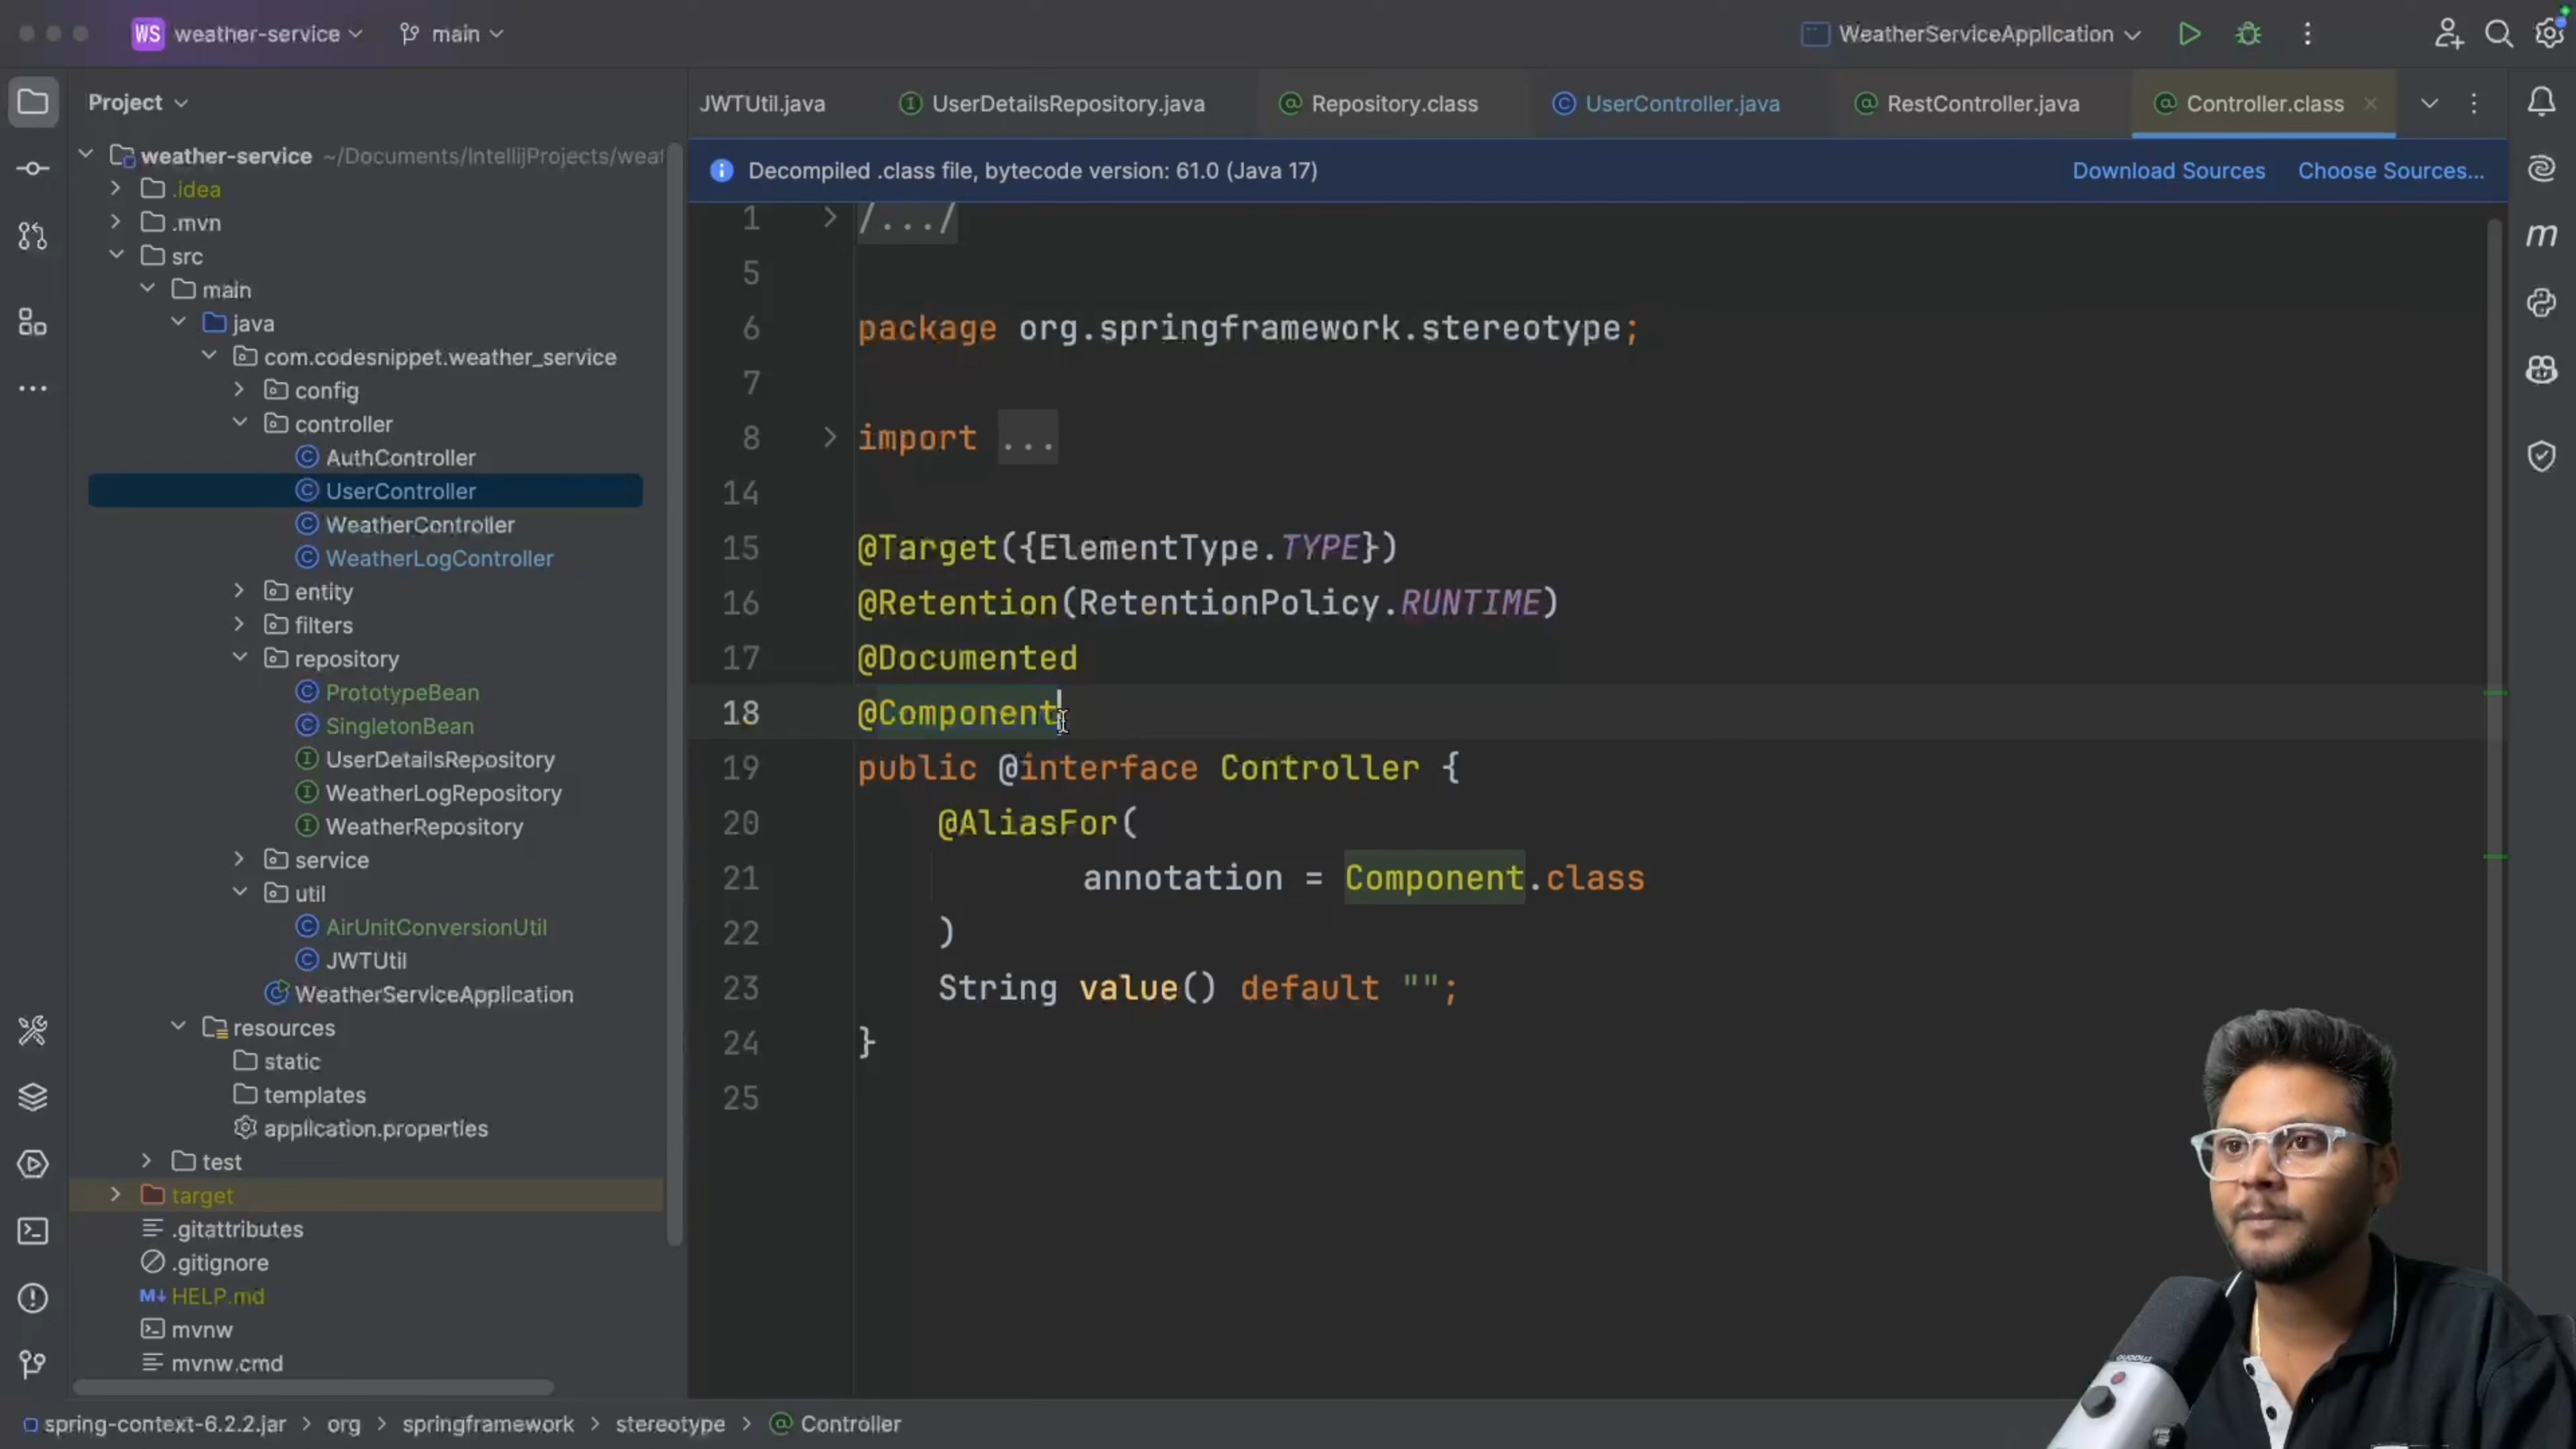 WS weather-service main WeatherServiceApplication
Project
JWTUtil.java UserDetailsRepository.java Repository.class UserController.java RestController.java Controller.class
weather-service ~/Documents/IntellijProjects/weat
Decompiled .class file, bytecode version: 61.0 (Java 17) Download Sources Choose Sources...
.idea
.mvn
src
main
java
com.codesnippet.weather_service
config
controller
AuthController
UserController
WeatherController
WeatherLogController
entity
filters
repository
PrototypeBean
SingletonBean
UserDetailsRepository
WeatherLogRepository
WeatherRepository
service
util
AirUnitConversionUtil
JWTUtil
WeatherServiceApplication
resources
static
templates
application.properties
test
target
.gitattributes
.gitignore
M↓ HELP.md
mvnw
mvnw.cmd
1 /.../
5
6 package org.springframework.stereotype;
7
8 import ...
14
15 @Target({ElementType.TYPE})
16 @Retention(RetentionPolicy.RUNTIME)
17 @Documented
18 @Component
19 public @interface Controller {
20 @AliasFor(
21 annotation = Component.class
22 )
23 String value() default "";
24 }
25
m
spring-context-6.2.2.jar > org > springframework > stereotype > Controller